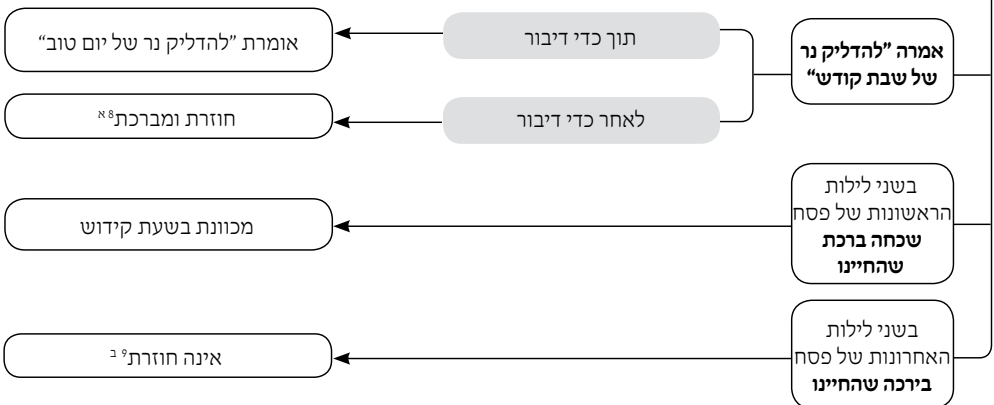 אמרה "להדליק נר
של שבת קודש"
תוך כדי דיבור
אומרת "להדליק נר של יום טוב"
לאחר כדי דיבור
חוזרת ומברכת⁸ א
בשני לילות
הראשונות של פסח
שכחה ברכת
שהחיינו
מכוונת בשעת קידוש
בשני לילות
האחרונות של פסח
בירכה שהחיינו
אינה חוזרת⁹ ב